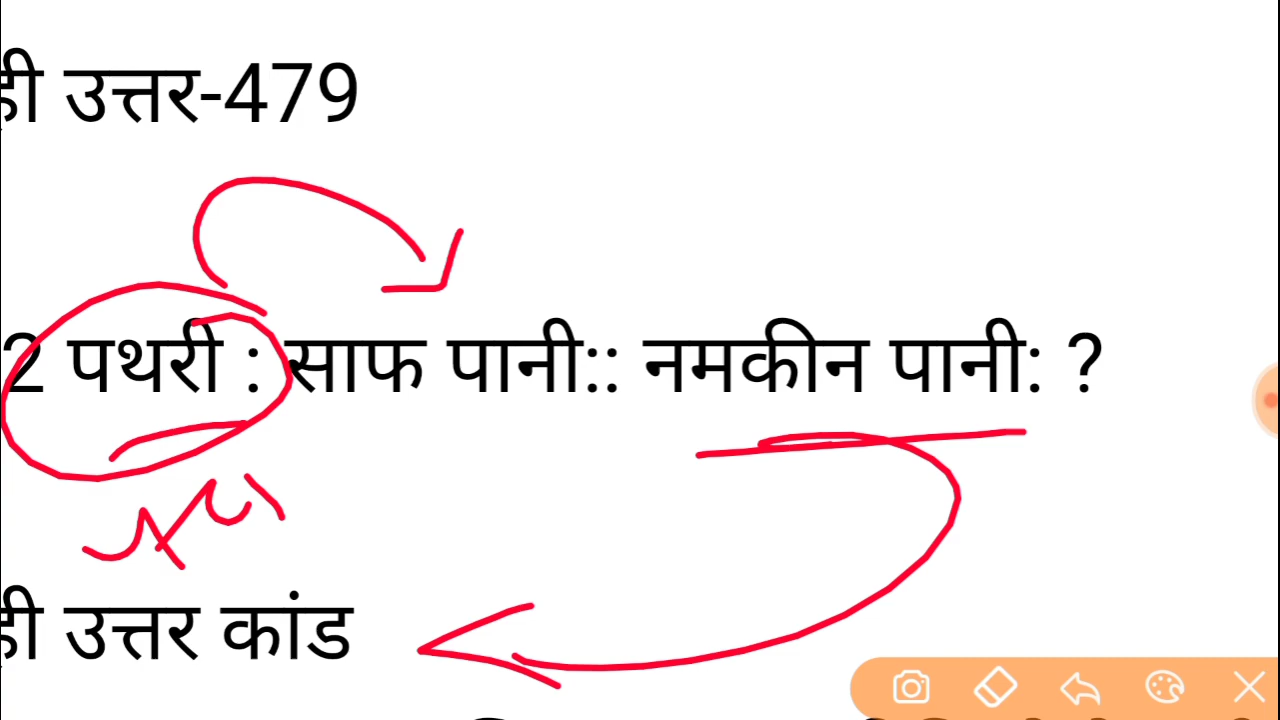 ही उत्तर-479
2 पथरी : साफ पानी:: नमकीन पानी: ?
ही उत्तर कांड